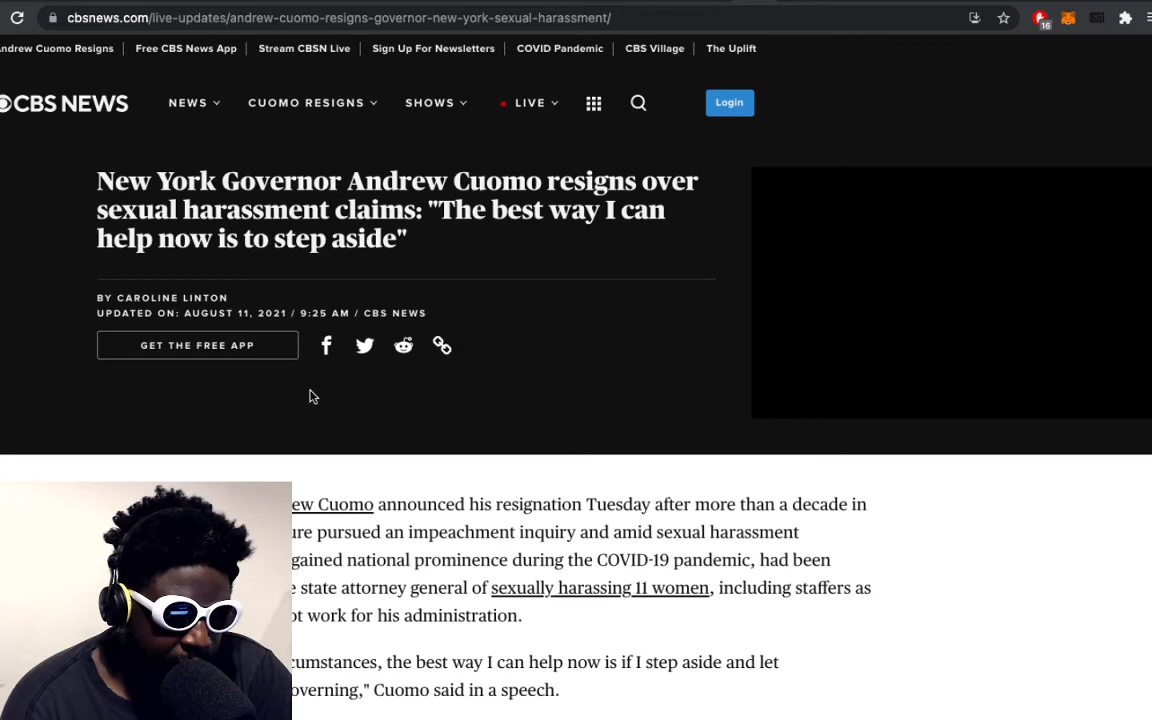 cbsnews.com/live-updates/andrew-cuomo-resigns-governor-new-york-sexual-harassment/
16
ndrew Cuomo Resigns Free CBS News App Stream CBSN Live Sign Up For Newsletters COVID Pandemic CBS Village The Uplift
CBS NEWS NEWS CUOMO RESIGNS SHOWS LIVE Login
New York Governor Andrew Cuomo resigns over
sexual harassment claims: "The best way I can
help now is to step aside"
BY CAROLINE LINTON
UPDATED ON: AUGUST 11, 2021 / 9:25 AM / CBS NEWS
GET THE FREE APP
ew Cuomo announced his resignation Tuesday after more than a decade in
ure pursued an impeachment inquiry and amid sexual harassment
gained national prominence during the COVID-19 pandemic, had been
e state attorney general of sexually harassing 11 women, including staffers as
ot work for his administration.
cumstances, the best way I can help now is if I step aside and let
overning," Cuomo said in a speech.